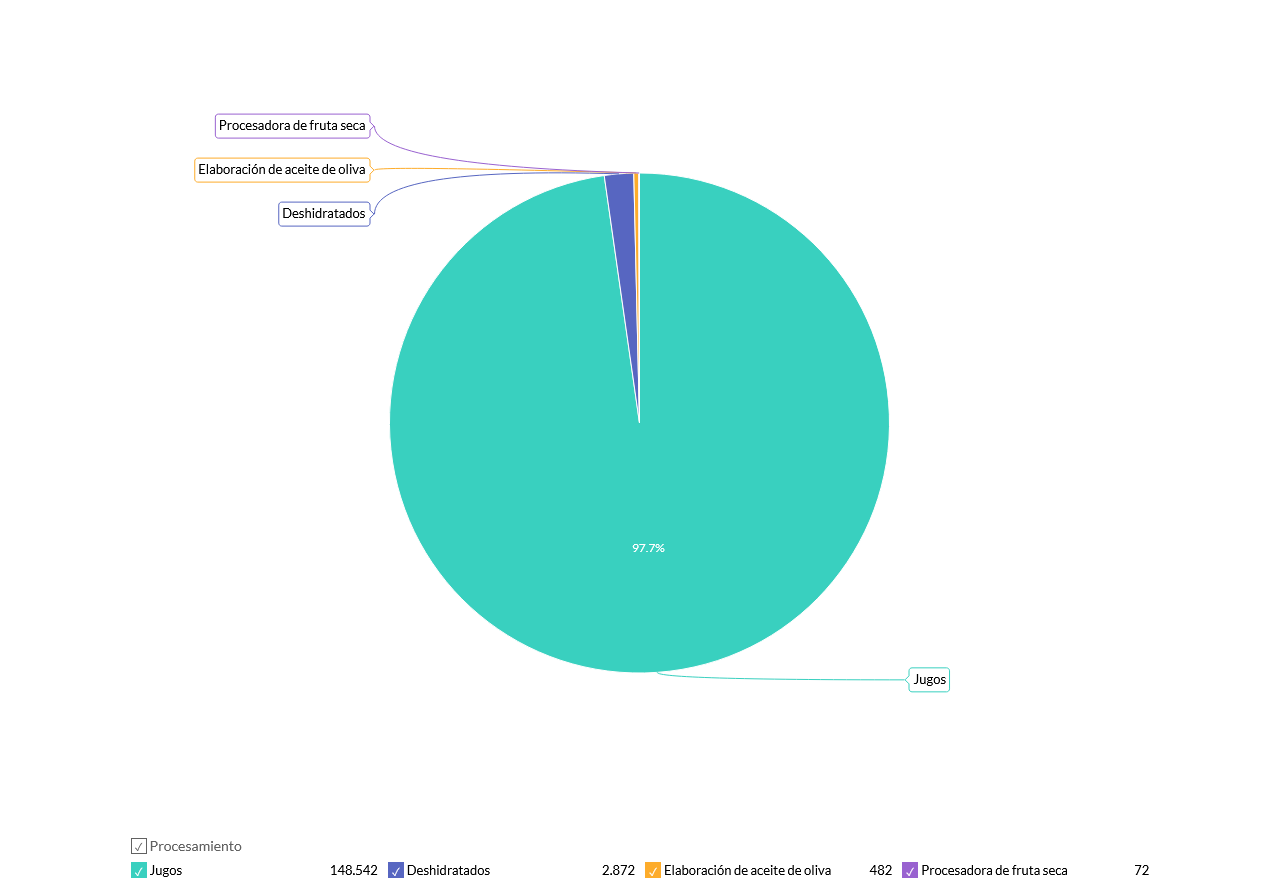 Procesadora de fruta seca
Elaboración de aceite de oliva
Deshidratados
97.7%
Jugos
Procesamiento
Jugos 148.542 Deshidratados 2.872 Elaboración de aceite de oliva 482 Procesadora de fruta seca 72